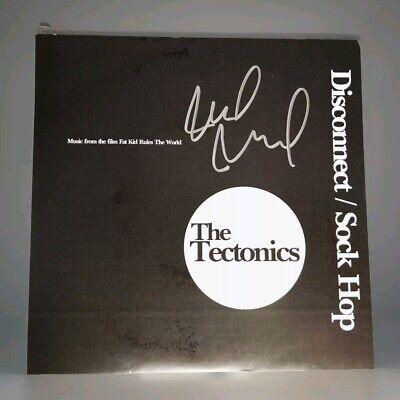 Music from the film Fat Kid Rules The World
The
Tectonics
Disconnect / Sock Hop